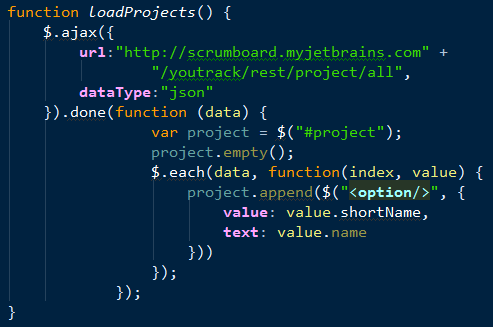 function loadProjects() {
    $.ajax({
        url:"http://scrumboard.myjetbrains.com" +
                "/youtrack/rest/project/all",
        dataType:"json"
    }).done(function (data) {
                var project = $("#project");
                project.empty();
                $.each(data, function(index, value) {
                    project.append($("<option/>", {
                        value: value.shortName,
                        text: value.name
                    }))
                });
            });
}